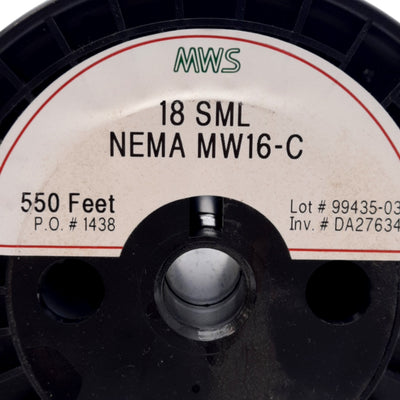 MWS
18 SML
NEMA MW16-C
550 Feet
P.O. # 1438
Lot # 99435-03
Inv. # DA27634